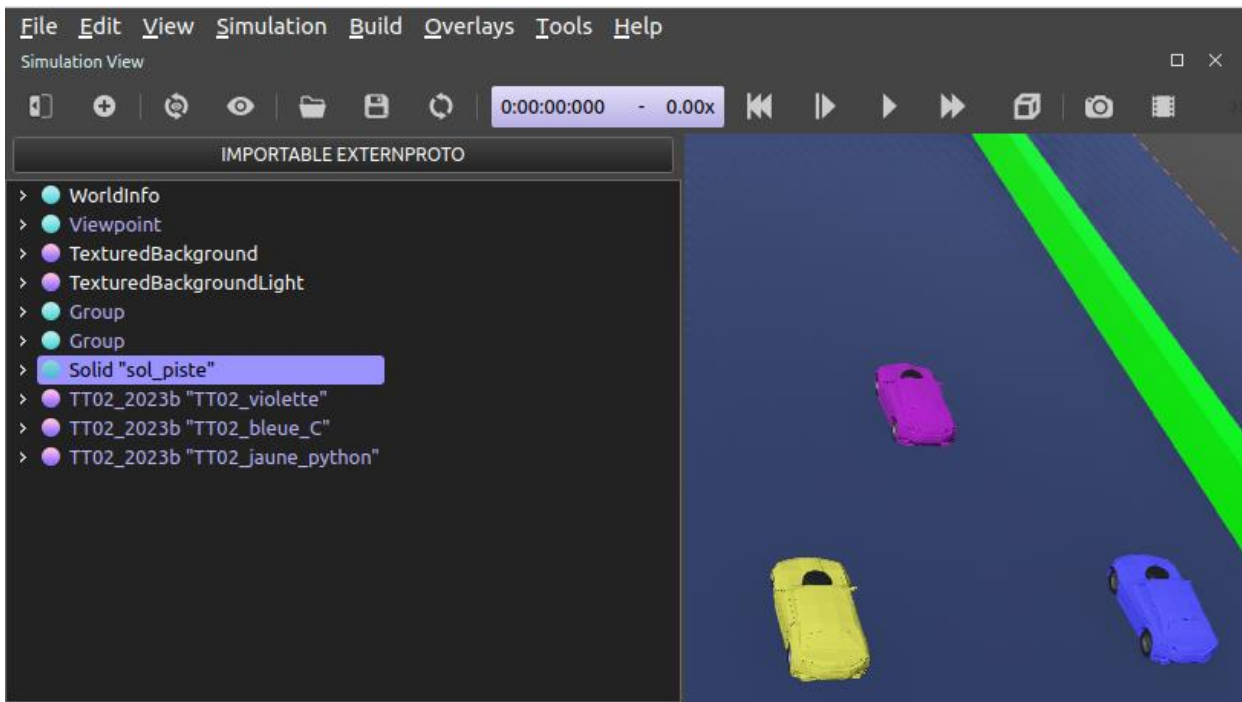 File Edit View Simulation Build Overlays Tools Help
Simulation View
0:00:00:000 - 0.00x
IMPORTABLE EXTERNPROTO
WorldInfo
Viewpoint
TexturedBackground
TexturedBackgroundLight
Group
Group
Solid "sol_piste"
TT02_2023b "TT02_violette"
TT02_2023b "TT02_bleue_C"
TT02_2023b "TT02_jaune_python"